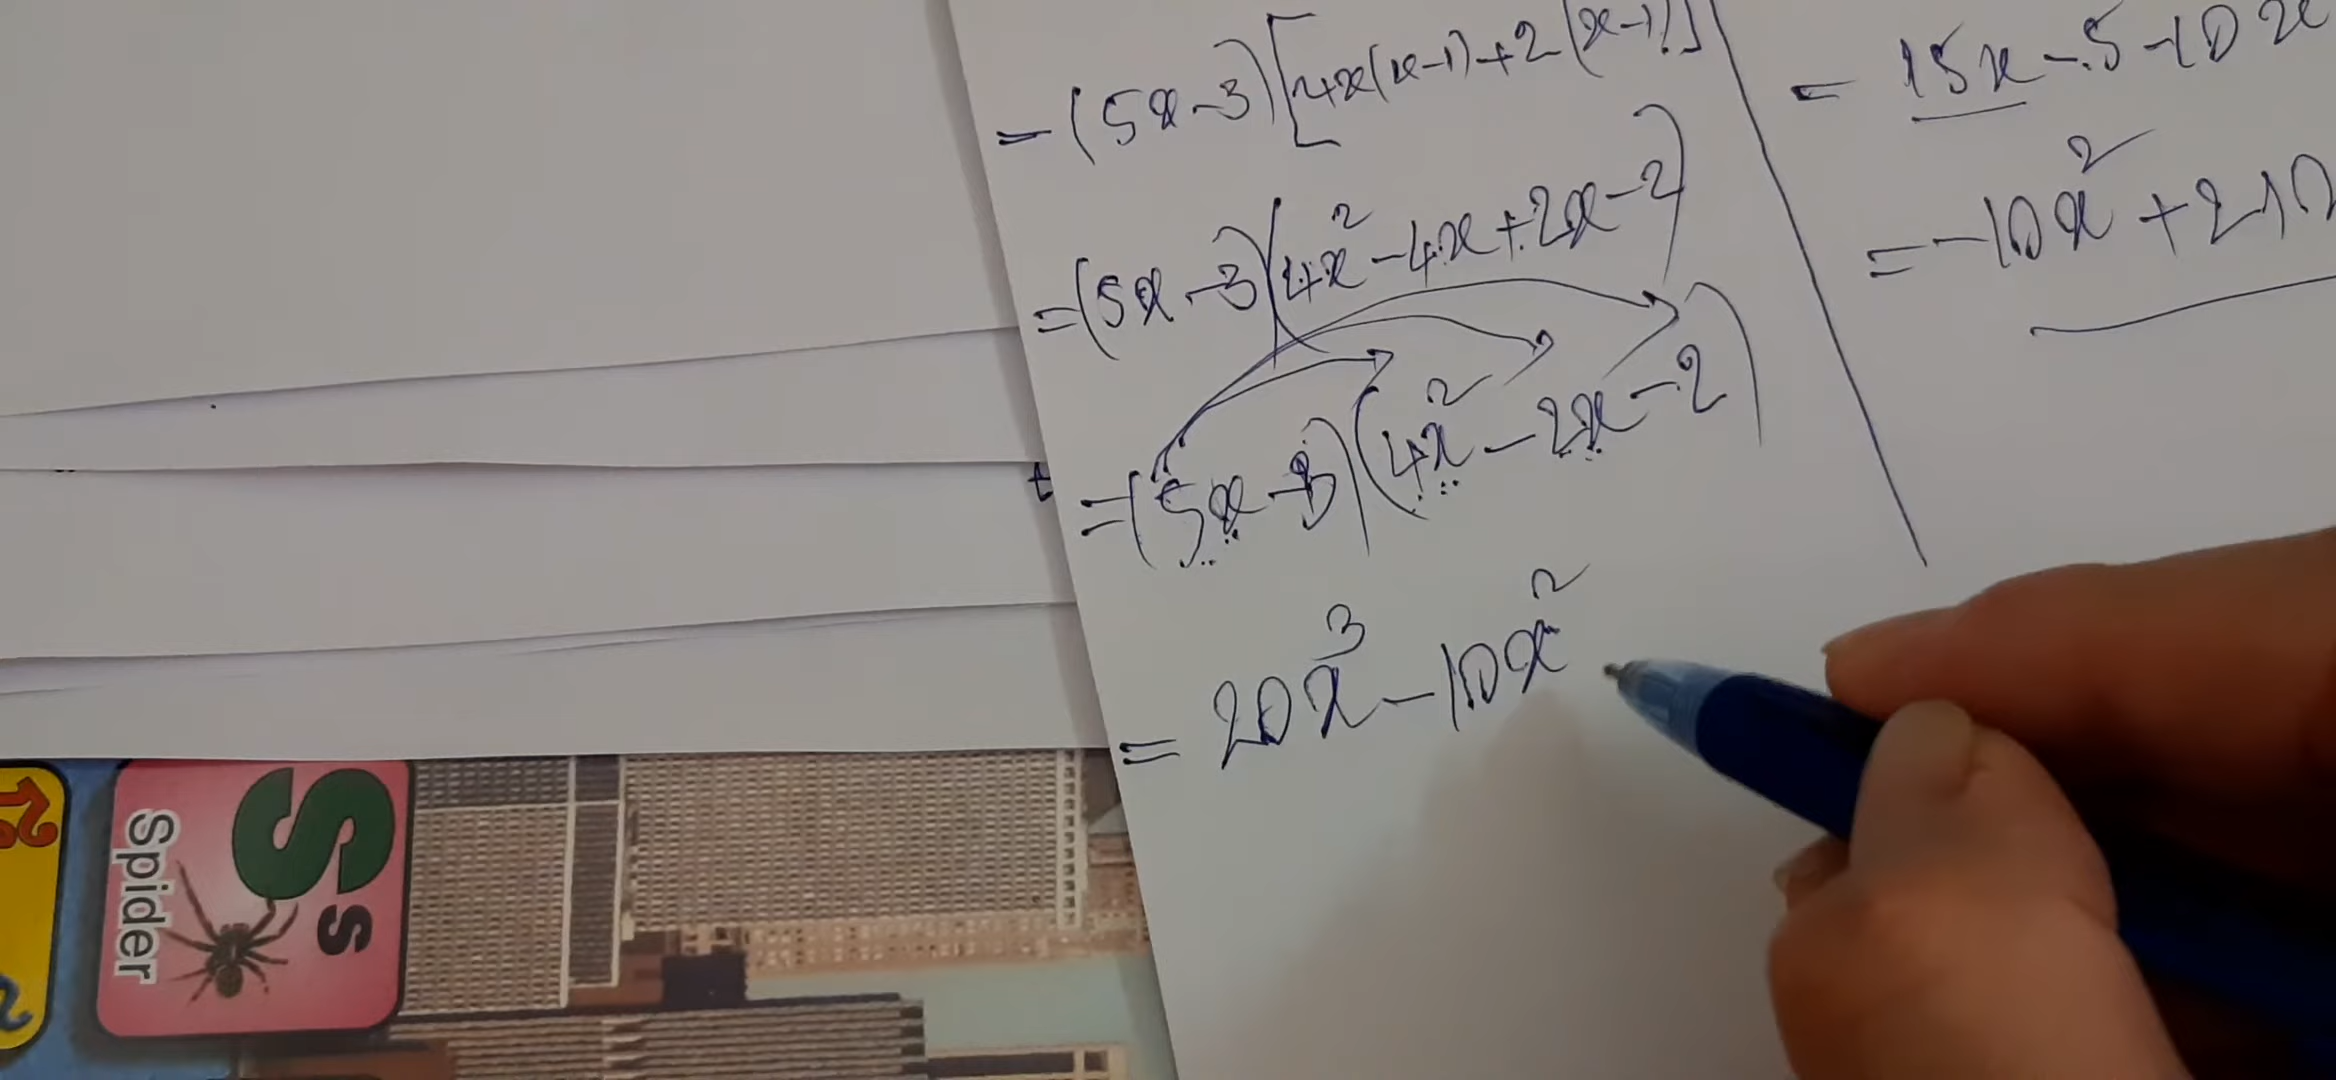 = (5x-3)[4x(x-1)+2(x-1)]
= (5x-3)(4x²-4x+2x-2)
= (5x-3)(4x²-2x-2)
= 20x³-10x²
= 15x-5-10x
= -10x²+21
Ss
Spider